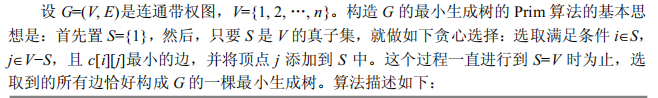 设 G=(V, E)是连通带权图，V={1, 2, …, n}。构造 G 的最小生成树的 Prim 算法的基本思
想是：首先置 S={1}，然后，只要 S 是 V 的真子集，就做如下贪心选择：选取满足条件 i∈S，
j∈V−S，且 c[i][j]最小的边，并将顶点 j 添加到 S 中。这个过程一直进行到 S=V 时为止，选
取到的所有边恰好构成 G 的一棵最小生成树。算法描述如下：